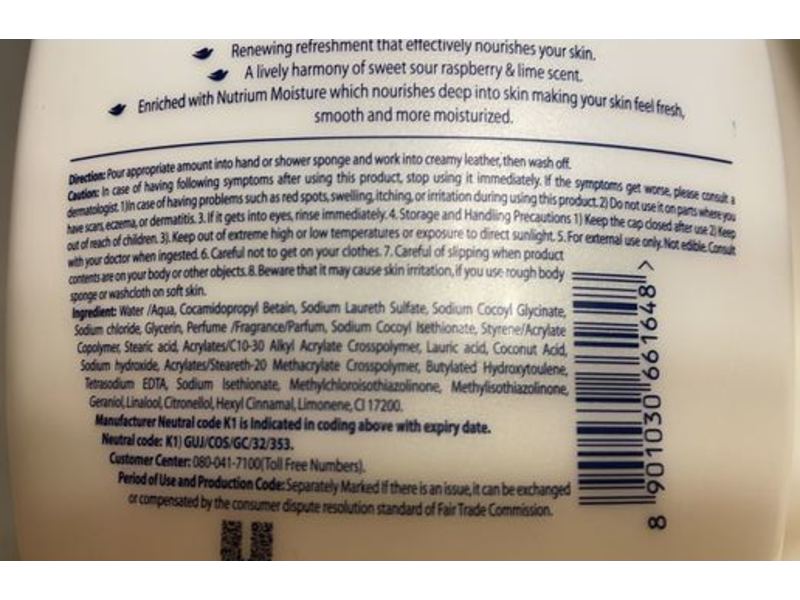 Renewing refreshment that effectively nourishes your skin.
A lively harmony of sweet sour raspberry & lime scent.
Enriched with Nutrium Moisture which nourishes deep into skin making your skin feel fresh,
smooth and more moisturized.
Direction: Pour appropriate amount into hand or shower sponge and work into creamy leather, then wash off.
Caution: In case of having following symptoms after using this product, stop using it immediately. If the symptoms get worse, please consult a
dermatologist. 1)In case of having problems such as red spots, swelling, itching, or irritation during using this product. 2) Do not use it on parts where you
have scars, eczema, or dermatitis. 3. If it gets into eyes, rinse immediately. 4. Storage and Handling Precautions 1) Keep the cap closed after use 2) Keep
out of reach of children. 3). Keep out of extreme high or low temperatures or exposure to direct sunlight. 5. For external use only. Not edible. Consult
with your doctor when ingested. 6. Careful not to get on your clothes. 7. Careful of slipping when product
contents are on your body or other objects. 8. Beware that it may cause skin irritation, if you use rough body
sponge or washcloth on soft skin.
Ingredient: Water /Aqua, Cocamidopropyl Betain, Sodium Laureth Sulfate, Sodium Cocoyl Glycinate,
Sodium chloride, Glycerin, Perfume /Fragrance/Parfum, Sodium Cocoyl Isethionate, Styrene/Acrylate
Copolymer, Stearic acid, Acrylates/C10-30 Alkyl Acrylate Crosspolymer, Lauric acid, Coconut Acid,
Sodium hydroxide, Acrylates/Steareth-20 Methacrylate Crosspolymer, Butylated Hydroxytoulene,
Tetrasodium EDTA, Sodium Isethionate, Methylchloroisothiazolinone, Methylisothiazolinone,
Geraniol, Linalool, Citronellol, Hexyl Cinnamal, Limonene, CI 17200.
Manufacturer Neutral code K1 is Indicated in coding above with expiry date.
Neutral code: K1) GUJ/COS/GC/32/353.
Customer Center: 080-041-7100(Toll Free Numbers).
Period of Use and Production Code: Separately Marked If there is an issue, it can be exchanged
or compensated by the consumer dispute resolution standard of Fair Trade Commission.
8 901030 661648 >